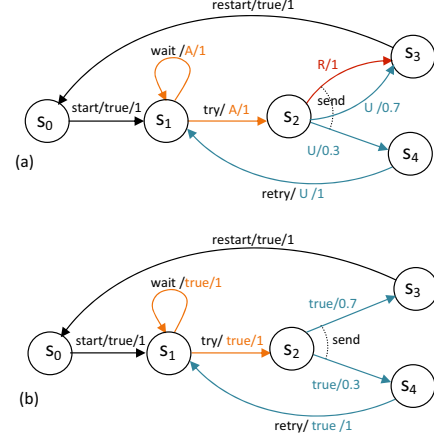 restart/true/1
wait /A/1
R/1
s3
send
s0
start/true/1
s1
try/ A/1
s2
U /0.7
U/0.3
s4
(a)
retry/ U /1
restart/true/1
wait /true/1
true/0.7
s3
s0
start/true/1
s1
try/ true/1
s2
send
true/0.3
s4
(b)
retry/ true /1